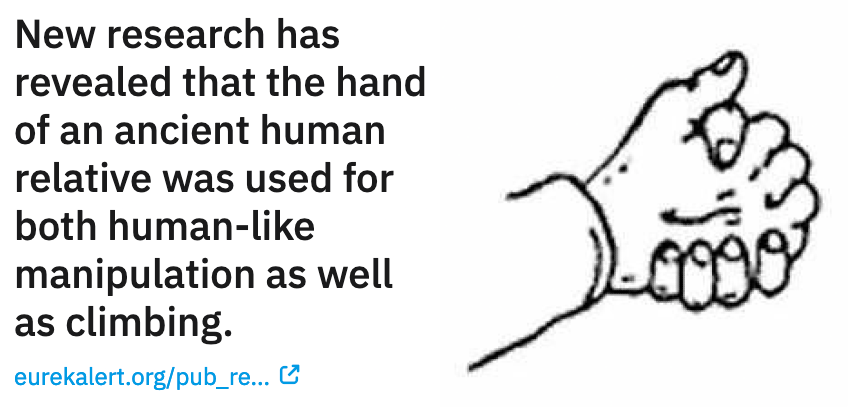 New research has
revealed that the hand
of an ancient human
relative was used for
both human-like
manipulation as well
as climbing.
eurekalert.org/pub_re...